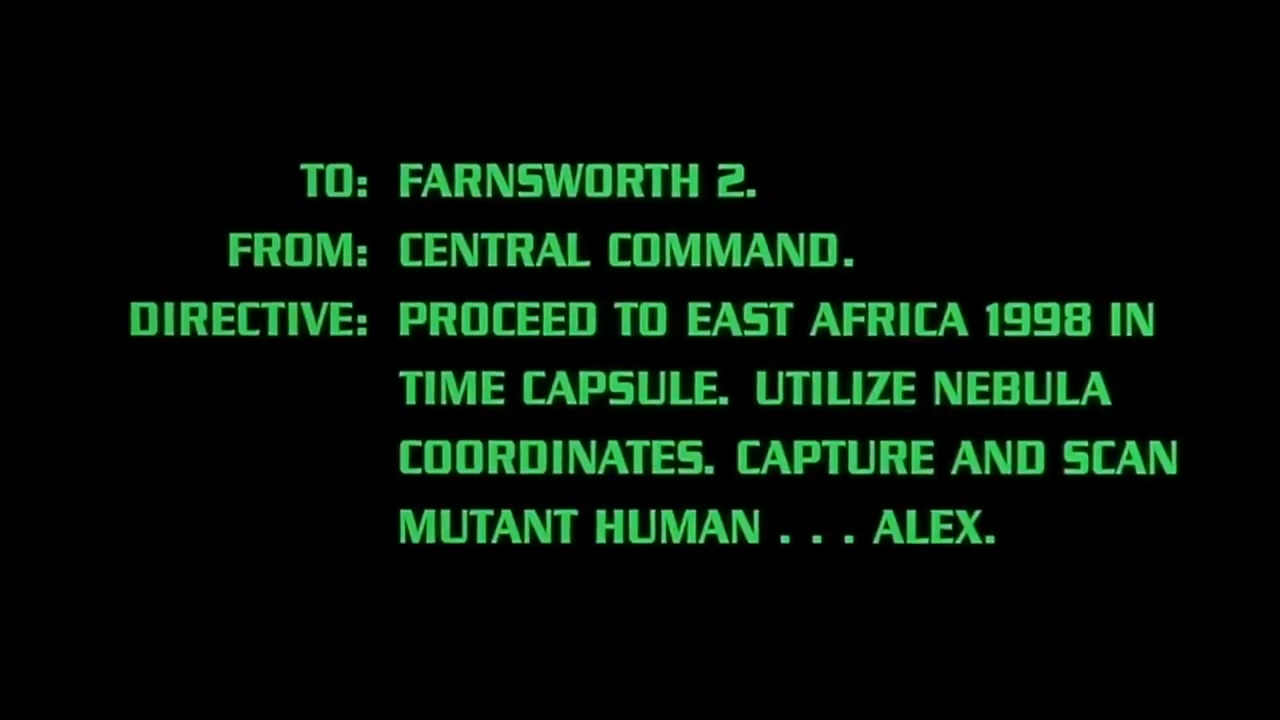 TO: FARNSWORTH 2.
FROM: CENTRAL COMMAND.
DIRECTIVE: PROCEED TO EAST AFRICA 1998 IN
TIME CAPSULE. UTILIZE NEBULA
COORDINATES. CAPTURE AND SCAN
MUTANT HUMAN . . . ALEX.